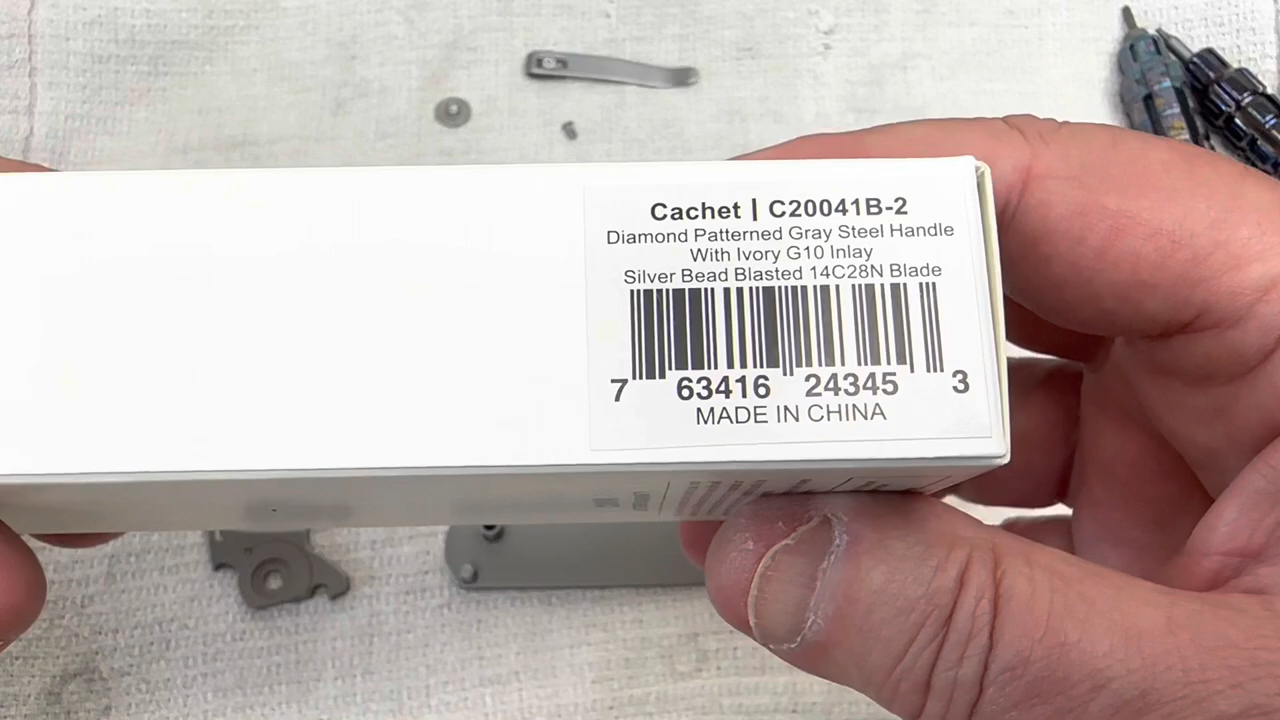 Cachet | C20041B-2
Diamond Patterned Gray Steel Handle
With Ivory G10 Inlay
Silver Bead Blasted 14C28N Blade
7 63416 24345 3
MADE IN CHINA